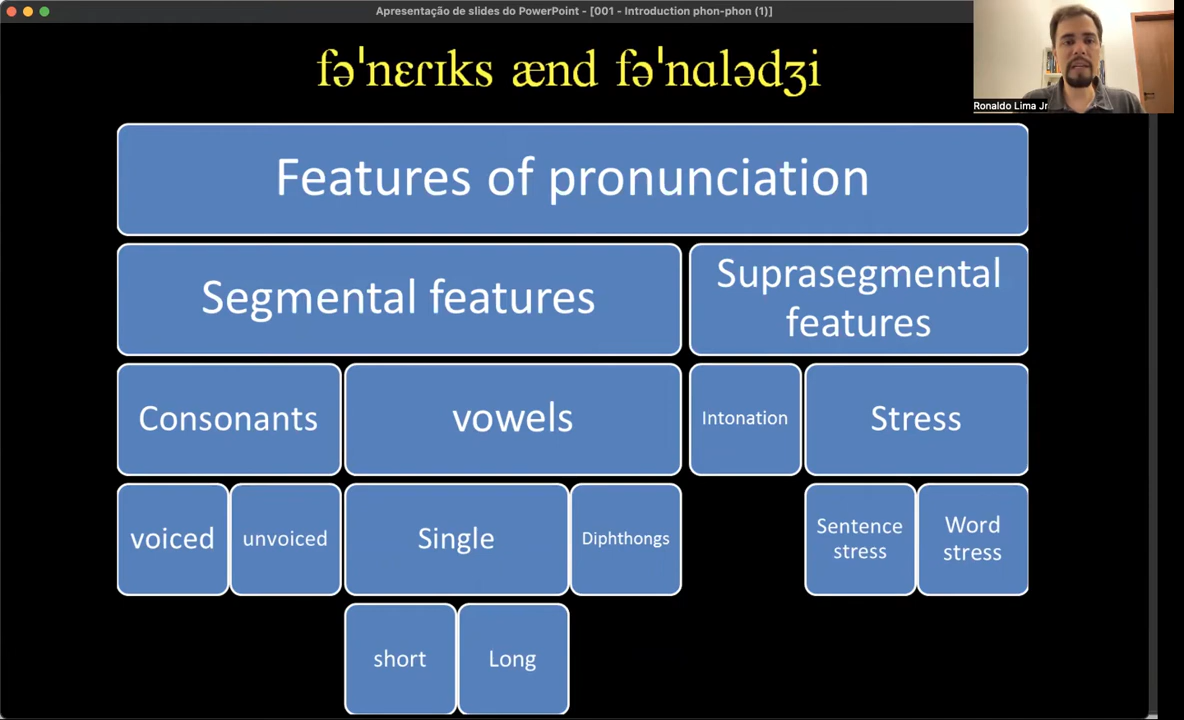 Apresentação de slides do PowerPoint - [001 - Introduction phon-phon (1)]
fəˈnɛɾɪks ænd fəˈnɑlədʒi
Ronaldo Lima Jr
Features of pronunciation
Segmental features
Suprasegmental
features
Consonants
vowels
Intonation
Stress
voiced
unvoiced
Single
Diphthongs
Sentence
stress
Word
stress
short
Long